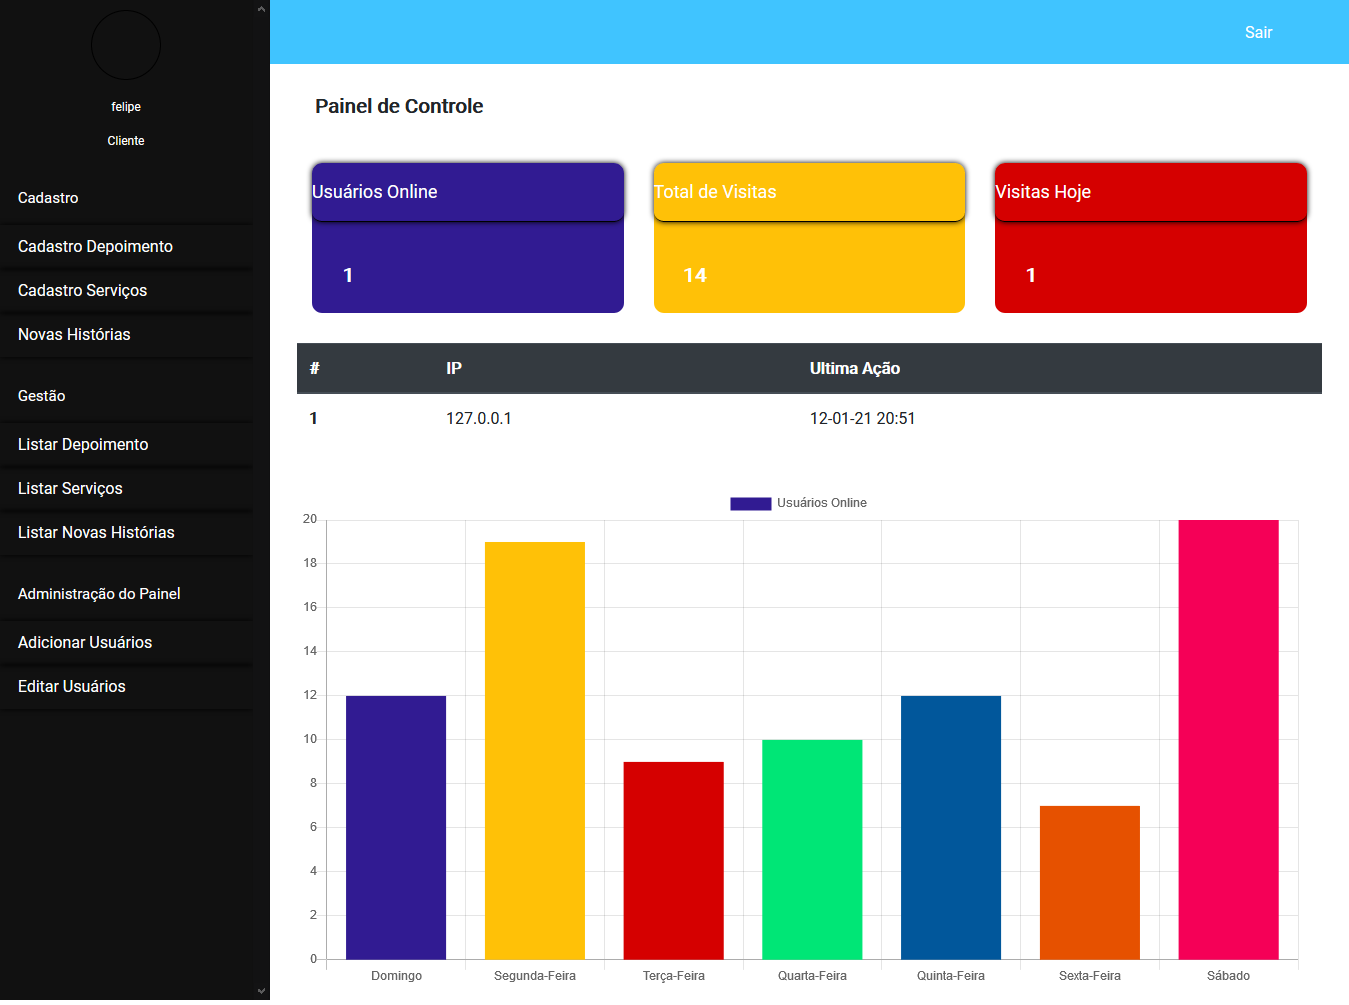 Sair
felipe
Cliente
Cadastro
Cadastro Depoimento
Cadastro Serviços
Novas Histórias
Gestão
Listar Depoimento
Listar Serviços
Listar Novas Histórias
Administração do Painel
Adicionar Usuários
Editar Usuários
Painel de Controle
Usuários Online
1
Total de Visitas
14
Visitas Hoje
1
# IP Ultima Ação
1 127.0.0.1 12-01-21 20:51
Usuários Online
20
18
16
14
12
10
8
6
4
2
0
Domingo Segunda-Feira Terça-Feira Quarta-Feira Quinta-Feira Sexta-Feira Sábado